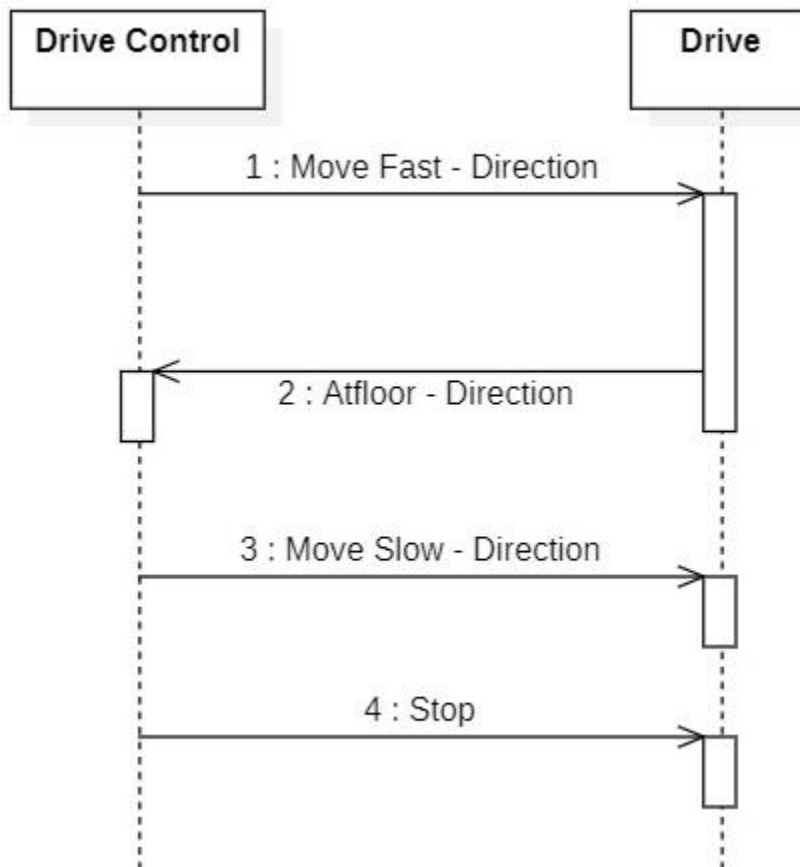 Drive Control
Drive
1 : Move Fast - Direction
2 : Atfloor - Direction
3 : Move Slow - Direction
4 : Stop